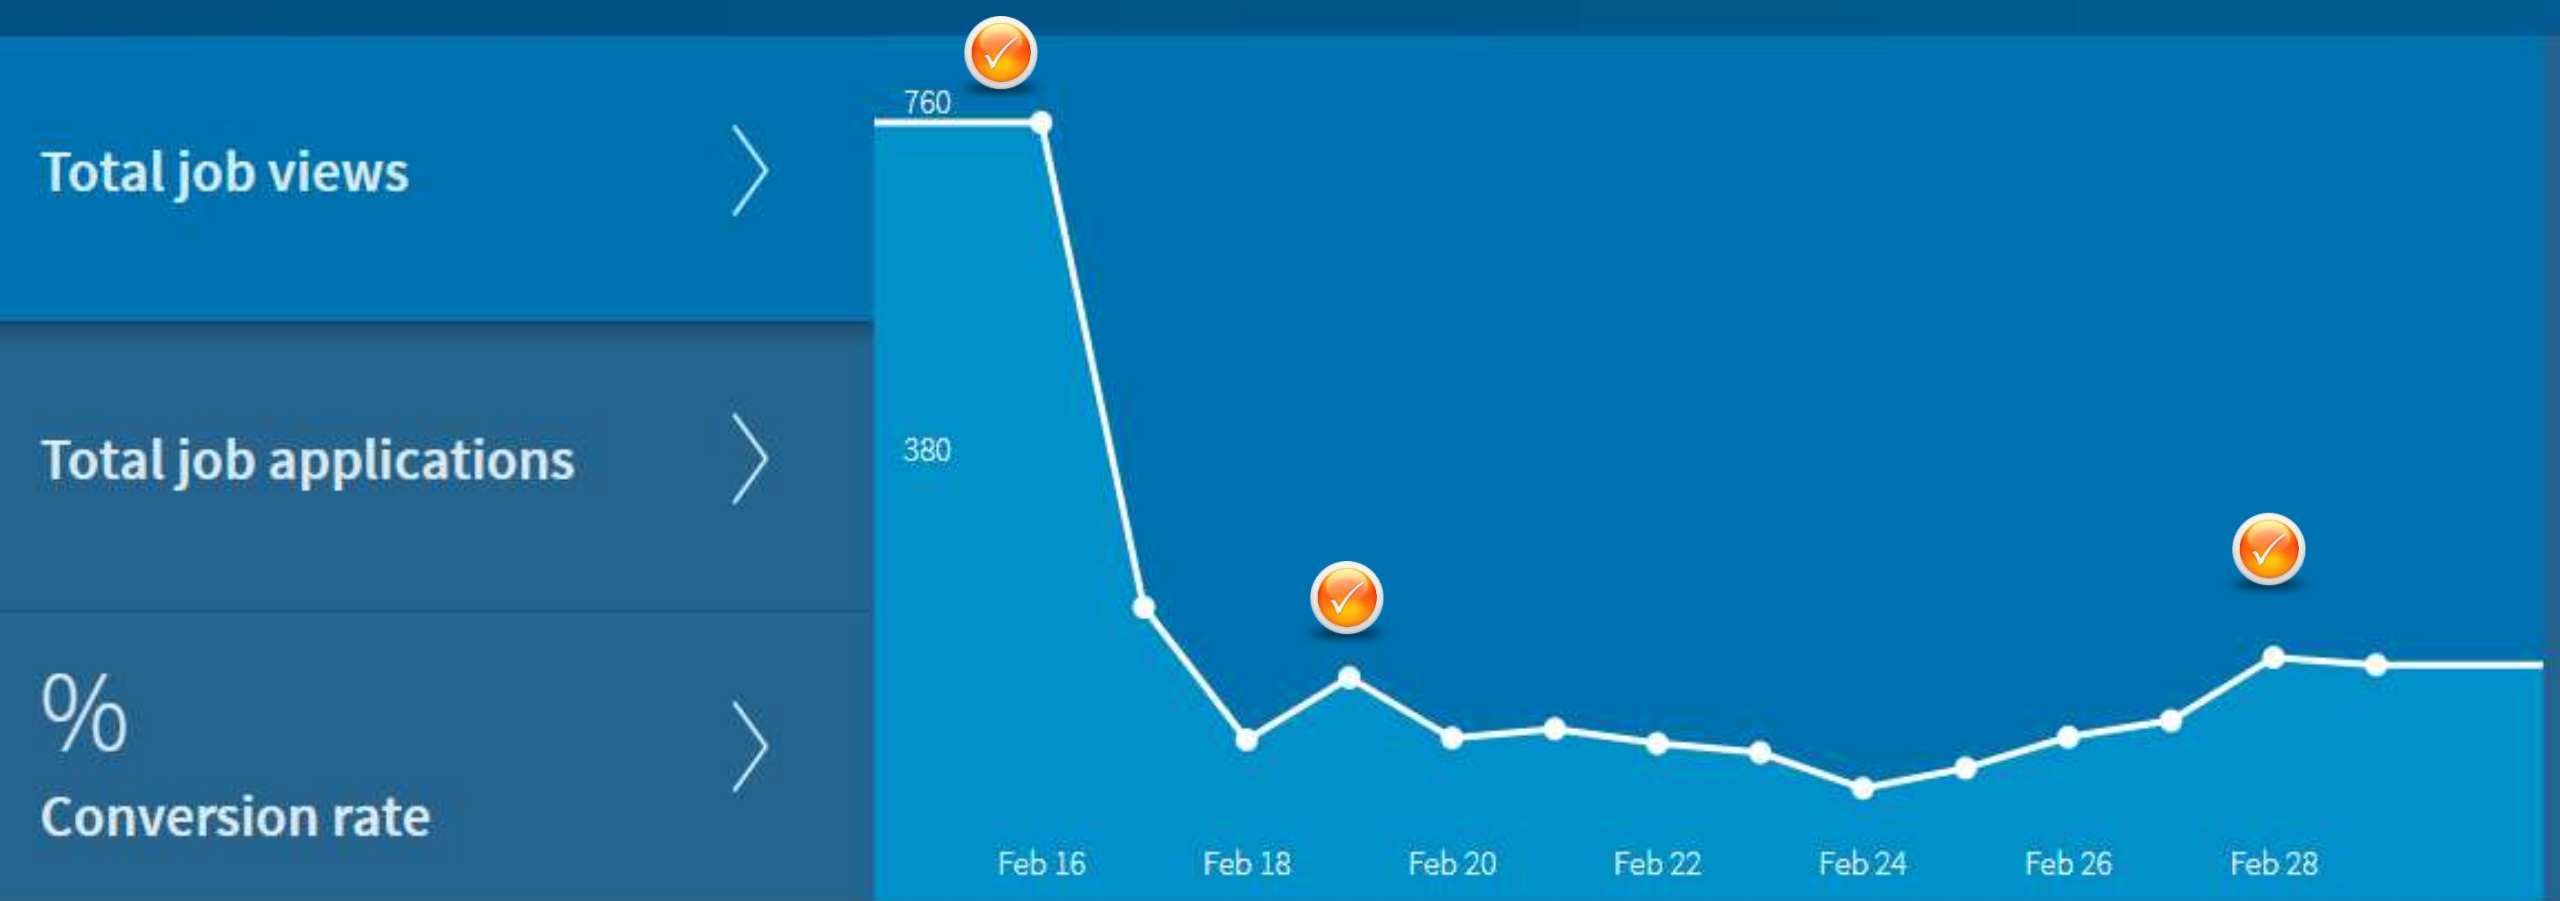 Total job views
Total job applications
%
Conversion rate
760
380
Feb 16 Feb 18 Feb 20 Feb 22 Feb 24 Feb 26 Feb 28